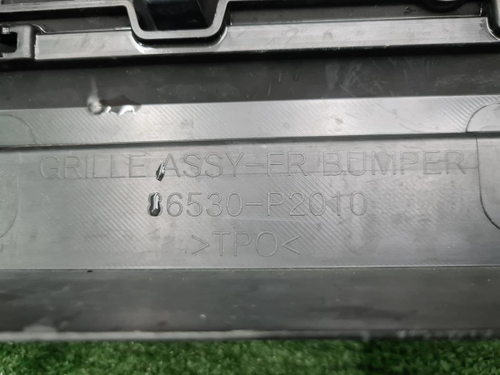 GRILLE ASSY-FR BUMPER
86530-P2010
>TPO<